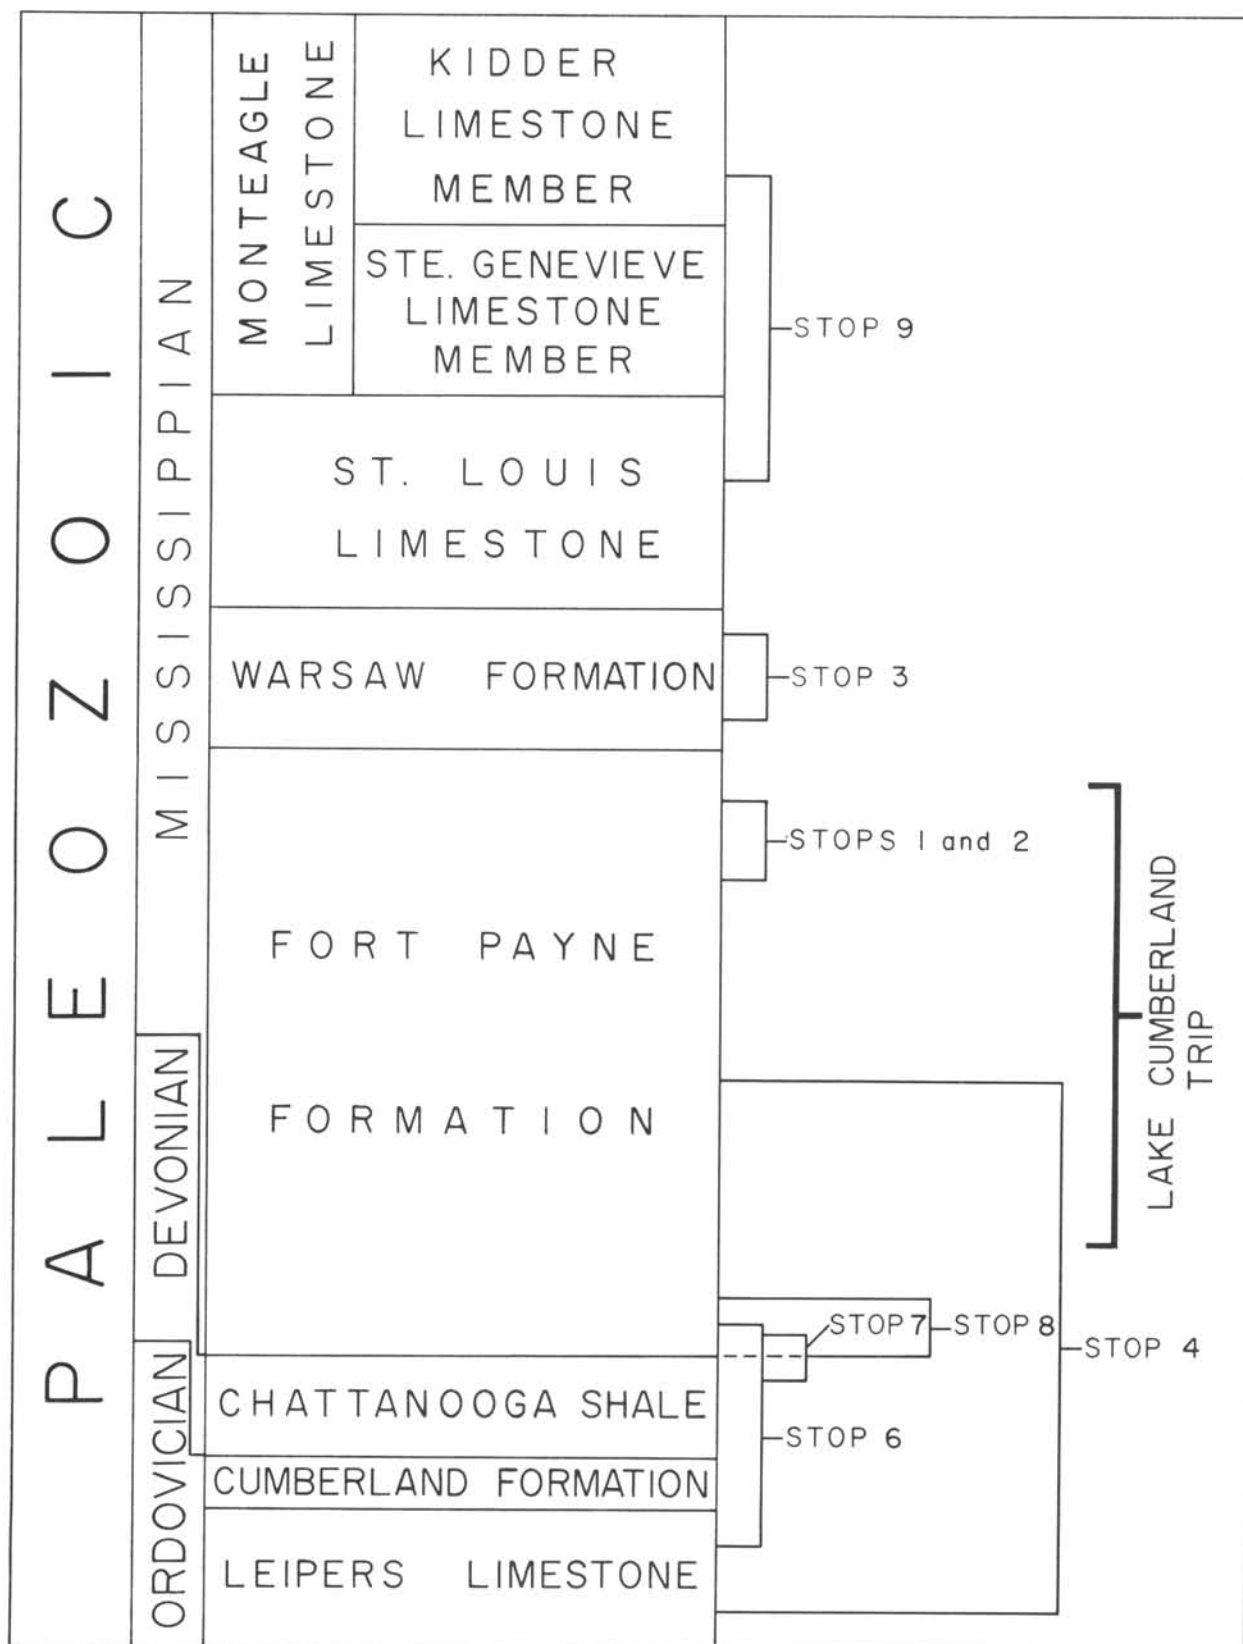 PALEOZOIC
MISSISSIPPIAN
DEVONIAN
ORDOVICIAN
MONTEAGLE
LIMESTONE
KIDDER
LIMESTONE
MEMBER
STE. GENEVIEVE
LIMESTONE
MEMBER
STOP 9
ST. LOUIS
LIMESTONE
WARSAW FORMATION
STOP 3
STOPS 1 and 2
FORT PAYNE
FORMATION
LAKE CUMBERLAND
TRIP
STOP 7
STOP 8
STOP 4
CHATTANOOGA SHALE
STOP 6
CUMBERLAND FORMATION
LEIPERS LIMESTONE